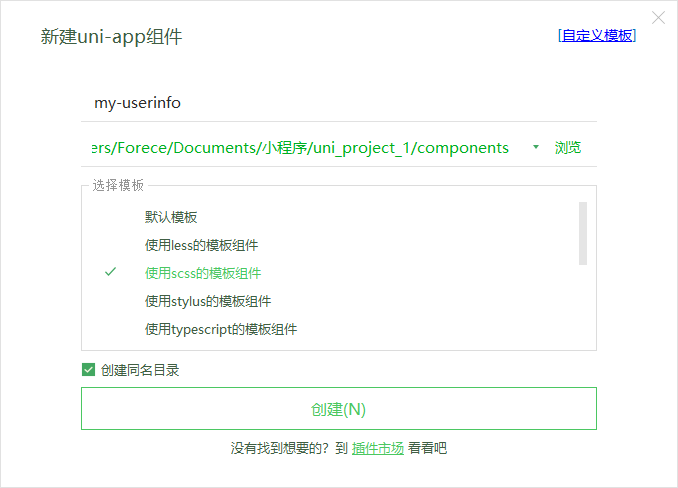 新建uni-app组件
[自定义模板]
my-userinfo
ers/Forece/Documents/小程序/uni_project_1/components
浏览
选择模板
默认模板
使用less的模板组件
使用scss的模板组件
使用stylus的模板组件
使用typescript的模板组件
创建同名目录
创建(N)
没有找到想要的？到 插件市场 看看吧